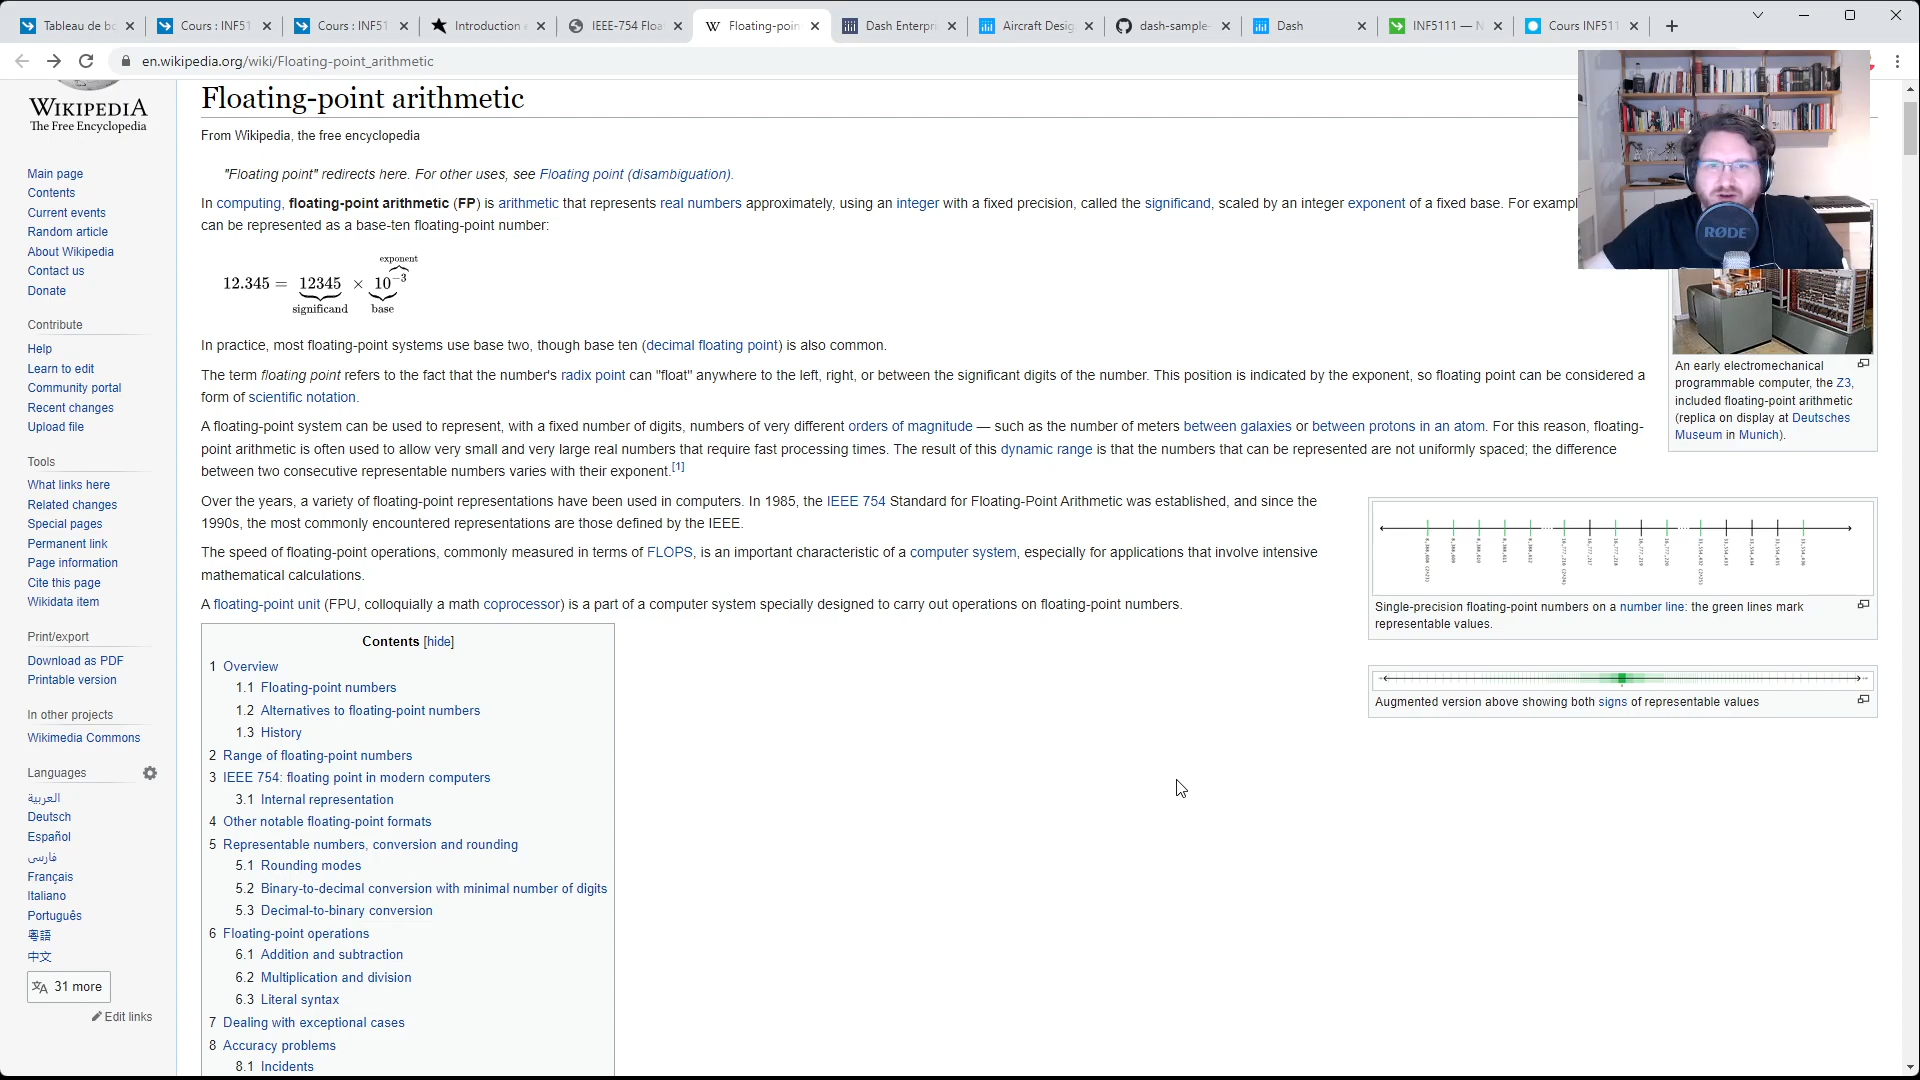 Tableau de bo
Cours : INF51
Cours : INF51
Introduction e
IEEE-754 Floa
Floating-poin
Dash Enterpri
Aircraft Desig
dash-sample-
Dash
INF5111 — N
Cours INF511
en.wikipedia.org/wiki/Floating-point_arithmetic
WIKIPEDIA
The Free Encyclopedia
Main page
Contents
Current events
Random article
About Wikipedia
Contact us
Donate
Contribute
Help
Learn to edit
Community portal
Recent changes
Upload file
Tools
What links here
Related changes
Special pages
Permanent link
Page information
Cite this page
Wikidata item
Print/export
Download as PDF
Printable version
In other projects
Wikimedia Commons
Languages
العربية
Deutsch
Español
فارسی
Français
Italiano
Português
粵語
中文
31 more
Edit links
Floating-point arithmetic
From Wikipedia, the free encyclopedia
"Floating point" redirects here. For other uses, see Floating point (disambiguation).
In computing, floating-point arithmetic (FP) is arithmetic that represents real numbers approximately, using an integer with a fixed precision, called the significand, scaled by an integer exponent of a fixed base. For exampl
can be represented as a base-ten floating-point number:
exponent
12.345 = 12345 × 10⁻³
significand base
In practice, most floating-point systems use base two, though base ten (decimal floating point) is also common.
The term floating point refers to the fact that the number's radix point can "float" anywhere to the left, right, or between the significant digits of the number. This position is indicated by the exponent, so floating point can be considered a
form of scientific notation.
A floating-point system can be used to represent, with a fixed number of digits, numbers of very different orders of magnitude — such as the number of meters between galaxies or between protons in an atom. For this reason, floating-
point arithmetic is often used to allow very small and very large real numbers that require fast processing times. The result of this dynamic range is that the numbers that can be represented are not uniformly spaced; the difference
between two consecutive representable numbers varies with their exponent.[1]
Over the years, a variety of floating-point representations have been used in computers. In 1985, the IEEE 754 Standard for Floating-Point Arithmetic was established, and since the
1990s, the most commonly encountered representations are those defined by the IEEE.
The speed of floating-point operations, commonly measured in terms of FLOPS, is an important characteristic of a computer system, especially for applications that involve intensive
mathematical calculations.
A floating-point unit (FPU, colloquially a math coprocessor) is a part of a computer system specially designed to carry out operations on floating-point numbers.
Contents [hide]
1 Overview
1.1 Floating-point numbers
1.2 Alternatives to floating-point numbers
1.3 History
2 Range of floating-point numbers
3 IEEE 754: floating point in modern computers
3.1 Internal representation
4 Other notable floating-point formats
5 Representable numbers, conversion and rounding
5.1 Rounding modes
5.2 Binary-to-decimal conversion with minimal number of digits
5.3 Decimal-to-binary conversion
6 Floating-point operations
6.1 Addition and subtraction
6.2 Multiplication and division
6.3 Literal syntax
7 Dealing with exceptional cases
8 Accuracy problems
8.1 Incidents
RØDE
An early electromechanical
programmable computer, the Z3,
included floating-point arithmetic
(replica on display at Deutsches
Museum in Munich).
Single-precision floating-point numbers on a number line: the green lines mark
representable values.
Augmented version above showing both signs of representable values